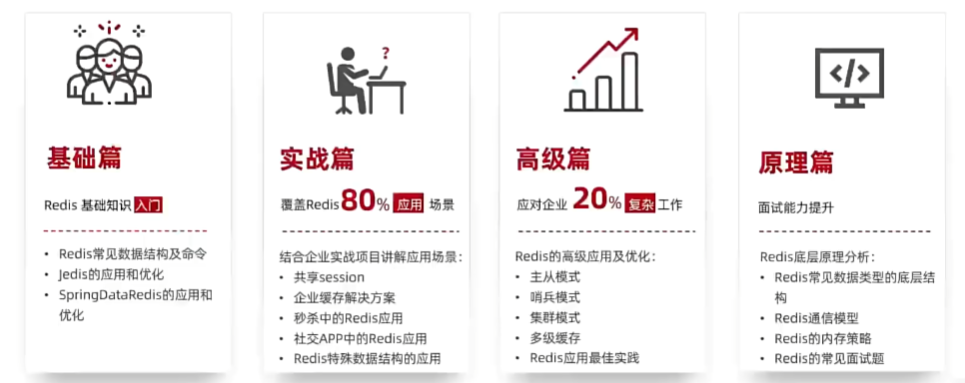 基础篇
Redis 基础知识 入门
• Redis常见数据结构及命令
• Jedis的应用和优化
• SpringDataRedis的应用和
优化
?
实战篇
覆盖Redis80% 应用 场景
结合企业实战项目讲解应用场景：
• 共享session
• 企业缓存解决方案
• 秒杀中的Redis应用
• 社交APP中的Redis应用
• Redis特殊数据结构的应用
高级篇
应对企业 20% 复杂 工作
Redis的高级应用及优化：
• 主从模式
• 哨兵模式
• 集群模式
• 多级缓存
• Redis应用最佳实践
</>
原理篇
面试能力提升
Redis底层原理分析：
• Redis常见数据类型的底层结
构
• Redis通信模型
• Redis的内存策略
• Redis的常见面试题